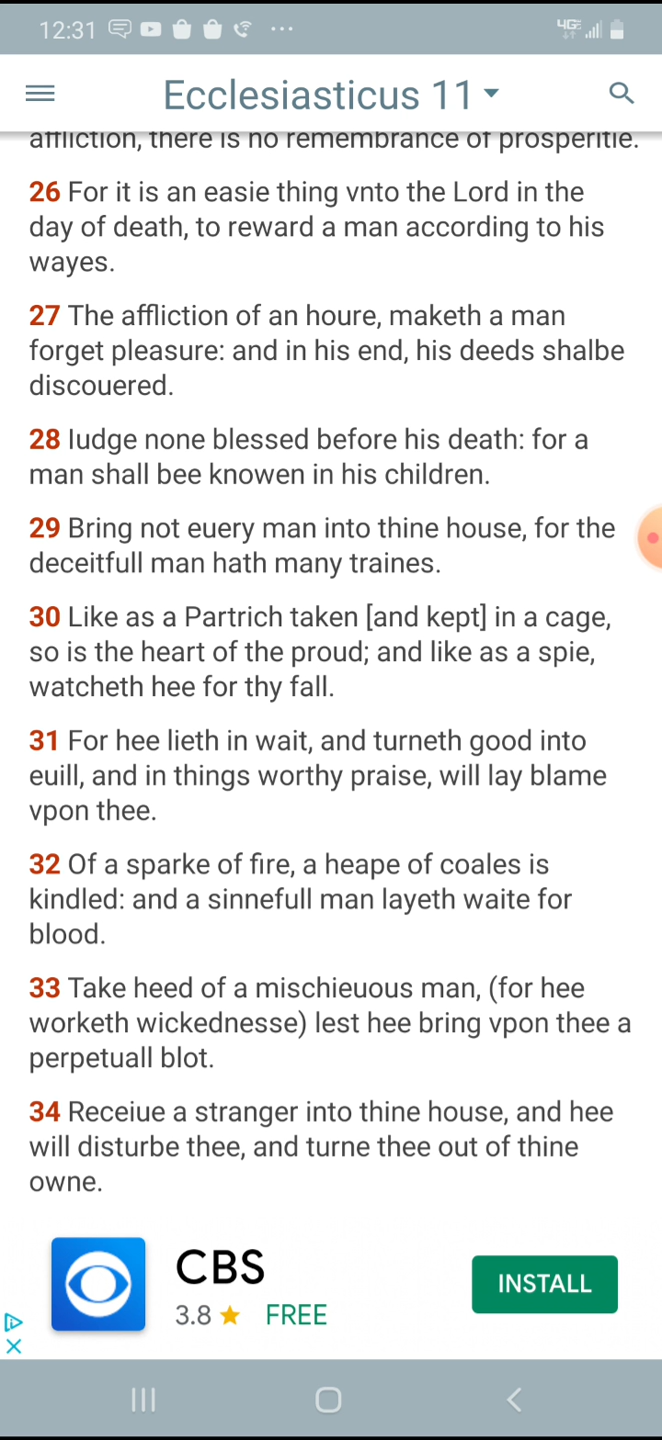 12:31
4GE
Ecclesiasticus 11
affliction, there is no remembrance of prosperitie.
26 For it is an easie thing vnto the Lord in the
day of death, to reward a man according to his
wayes.
27 The affliction of an houre, maketh a man
forget pleasure: and in his end, his deeds shalbe
discouered.
28 Iudge none blessed before his death: for a
man shall bee knowen in his children.
29 Bring not euery man into thine house, for the
deceitfull man hath many traines.
30 Like as a Partrich taken [and kept] in a cage,
so is the heart of the proud; and like as a spie,
watcheth hee for thy fall.
31 For hee lieth in wait, and turneth good into
euill, and in things worthy praise, will lay blame
vpon thee.
32 Of a sparke of fire, a heape of coales is
kindled: and a sinnefull man layeth waite for
blood.
33 Take heed of a mischieuous man, (for hee
worketh wickednesse) lest hee bring vpon thee a
perpetuall blot.
34 Receiue a stranger into thine house, and hee
will disturbe thee, and turne thee out of thine
owne.
CBS
3.8 ★ FREE
INSTALL